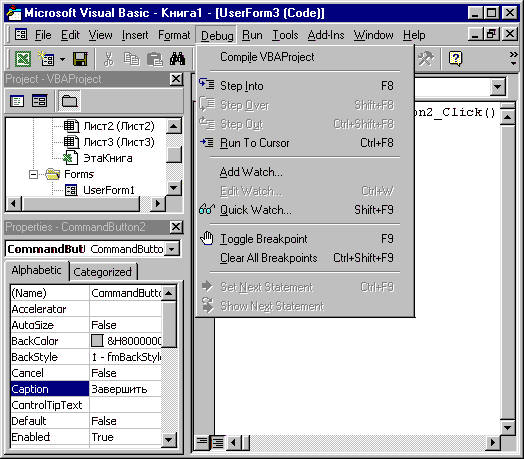 Microsoft Visual Basic - Книга1 - [UserForm3 (Code)]
File Edit View Insert Format Debug Run Tools Add-Ins Window Help
Project - VBAProject
Лист2 (Лист2)
Лист3 (Лист3)
ЭтаКнига
Forms
UserForm1
Compile VBAProject
Step Into F8
Step Over Shift+F8
Step Out Ctrl+Shift+F8
Run To Cursor Ctrl+F8
Add Watch...
Edit Watch... Ctrl+W
Quick Watch... Shift+F9
Toggle Breakpoint F9
Clear All Breakpoints Ctrl+Shift+F9
Set Next Statement Ctrl+F9
Show Next Statement
on2_Click()
Properties - CommandButton2
CommandBut CommandButto
Alphabetic Categorized
(Name) CommandButto
Accelerator
AutoSize False
BackColor &H8000000
BackStyle 1 - fmBackStyle
Cancel False
Caption Завершить
ControlTipText
Default False
Enabled True